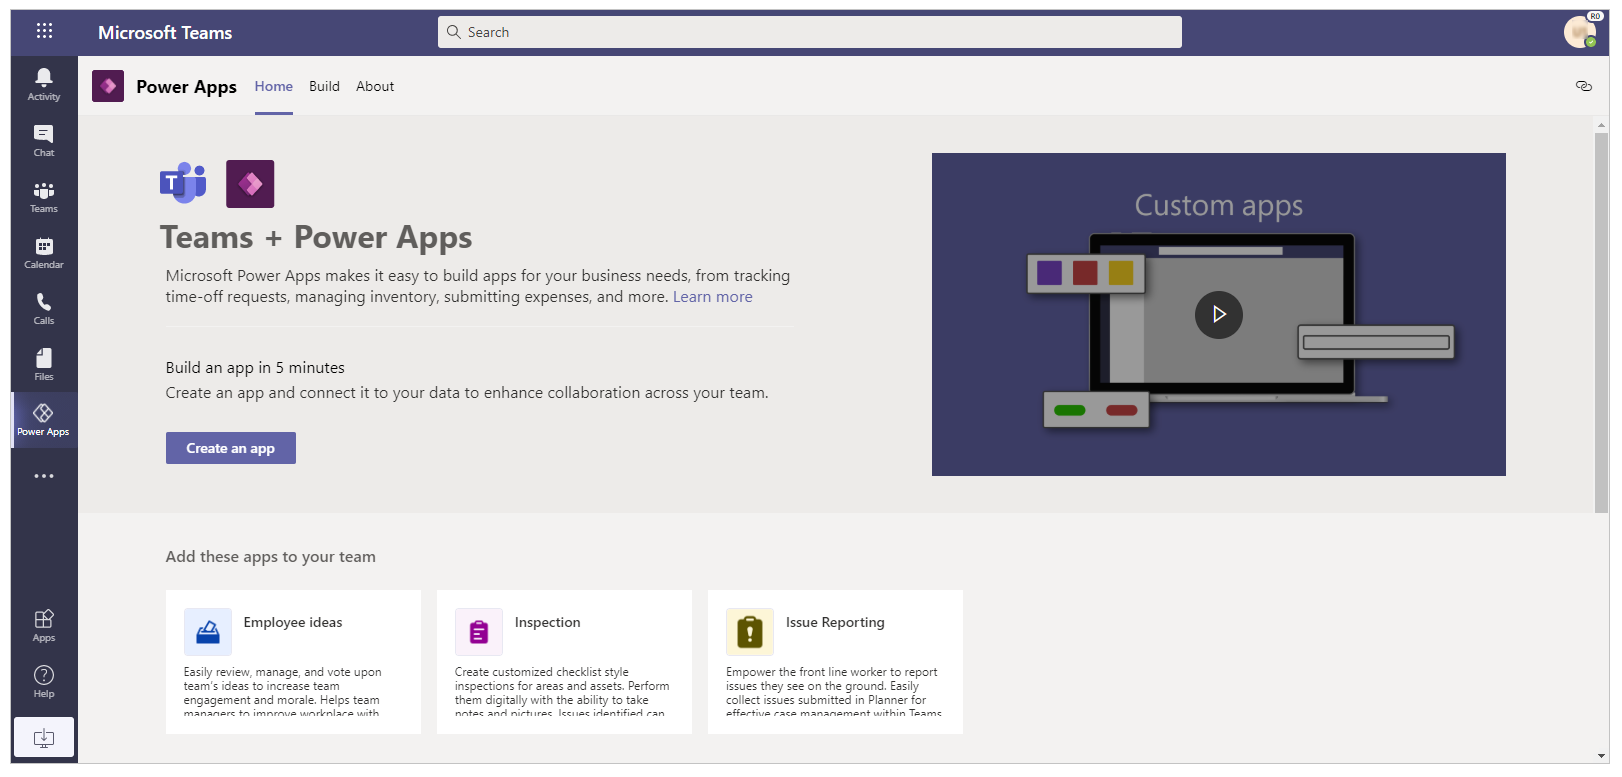 Microsoft Teams
Search
RO
Activity
Chat
Teams
Calendar
Calls
Files
Power Apps
Apps
Help
Power Apps
Home
Build
About
T
Teams + Power Apps
Microsoft Power Apps makes it easy to build apps for your business needs, from tracking
time-off requests, managing inventory, submitting expenses, and more. Learn more
Build an app in 5 minutes
Create an app and connect it to your data to enhance collaboration across your team.
Create an app
Custom apps
Add these apps to your team
Employee ideas
Easily review, manage, and vote upon
team's ideas to increase team
engagement and morale. Helps team
managers to improve workplace with
Inspection
Create customized checklist style
inspections for areas and assets. Perform
them digitally with the ability to take
notes and pictures. Issues identified can
Issue Reporting
Empower the front line worker to report
issues they see on the ground. Easily
collect issues submitted in Planner for
effective case management within Teams